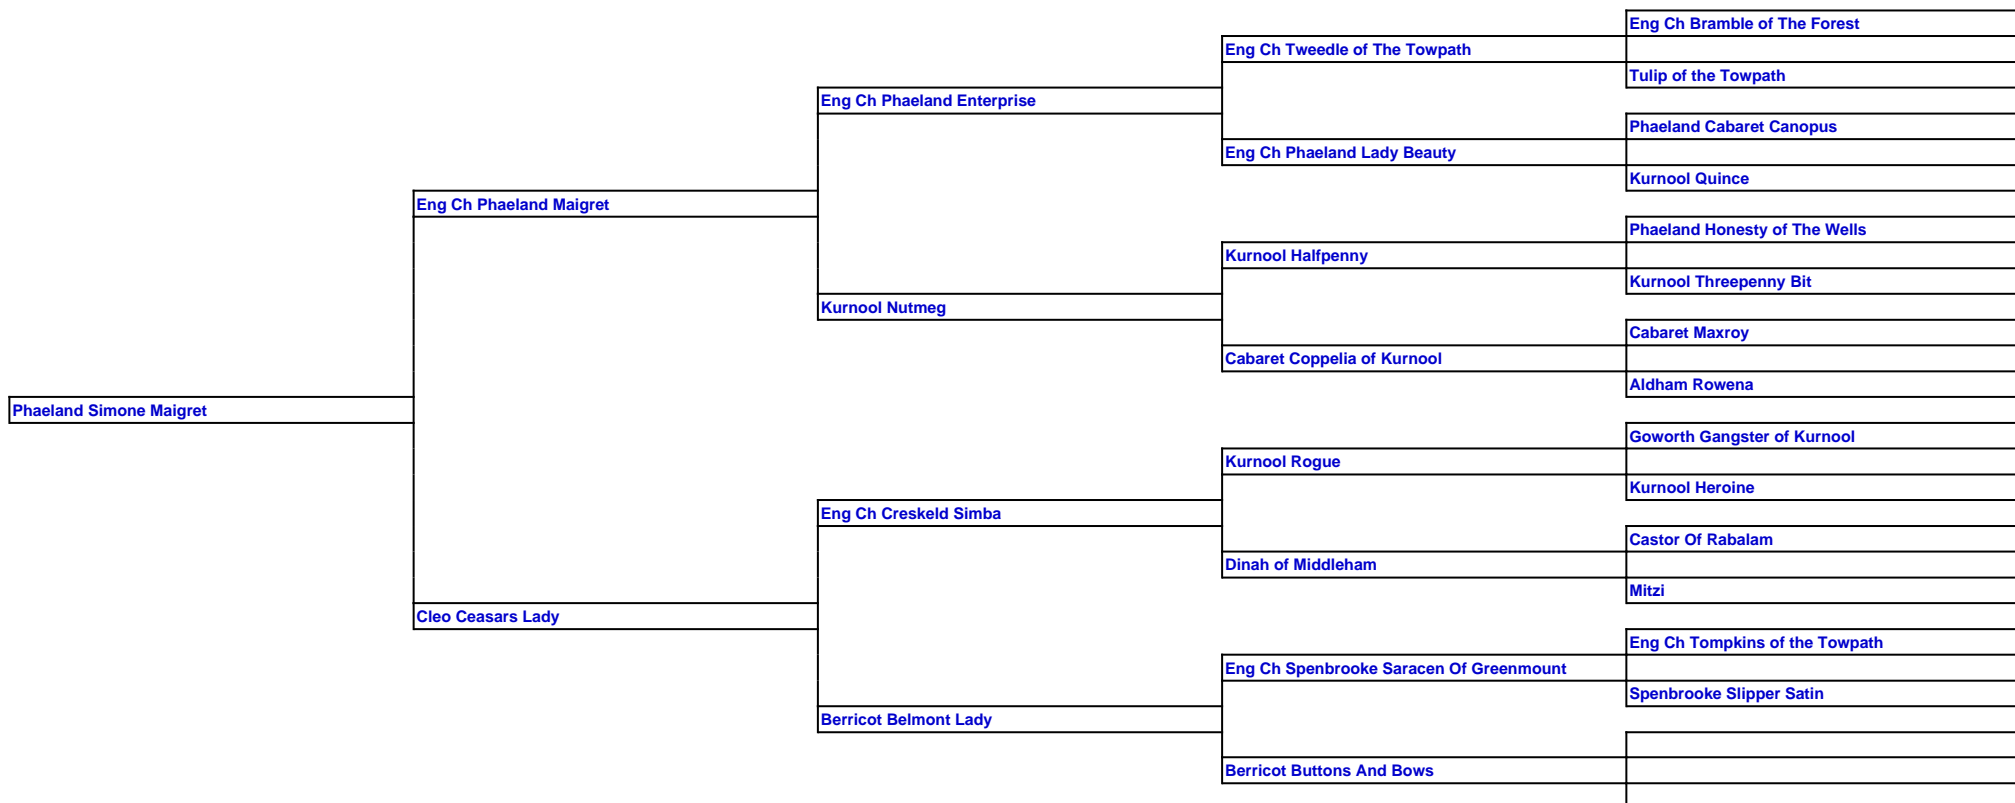 Eng Ch Bramble of The Forest
Eng Ch Tweedle of The Towpath
Tulip of the Towpath
Eng Ch Phaeland Enterprise
Phaeland Cabaret Canopus
Eng Ch Phaeland Lady Beauty
Kurnool Quince
Eng Ch Phaeland Maigret
Phaeland Honesty of The Wells
Kurnool Halfpenny
Kurnool Threepenny Bit
Kurnool Nutmeg
Cabaret Maxroy
Cabaret Coppelia of Kurnool
Aldham Rowena
Phaeland Simone Maigret
Goworth Gangster of Kurnool
Kurnool Rogue
Kurnool Heroine
Eng Ch Creskeld Simba
Castor Of Rabalam
Dinah of Middleham
Mitzi
Cleo Ceasars Lady
Eng Ch Tompkins of the Towpath
Eng Ch Spenbrooke Saracen Of Greenmount
Spenbrooke Slipper Satin
Berricot Belmont Lady
Berricot Buttons And Bows